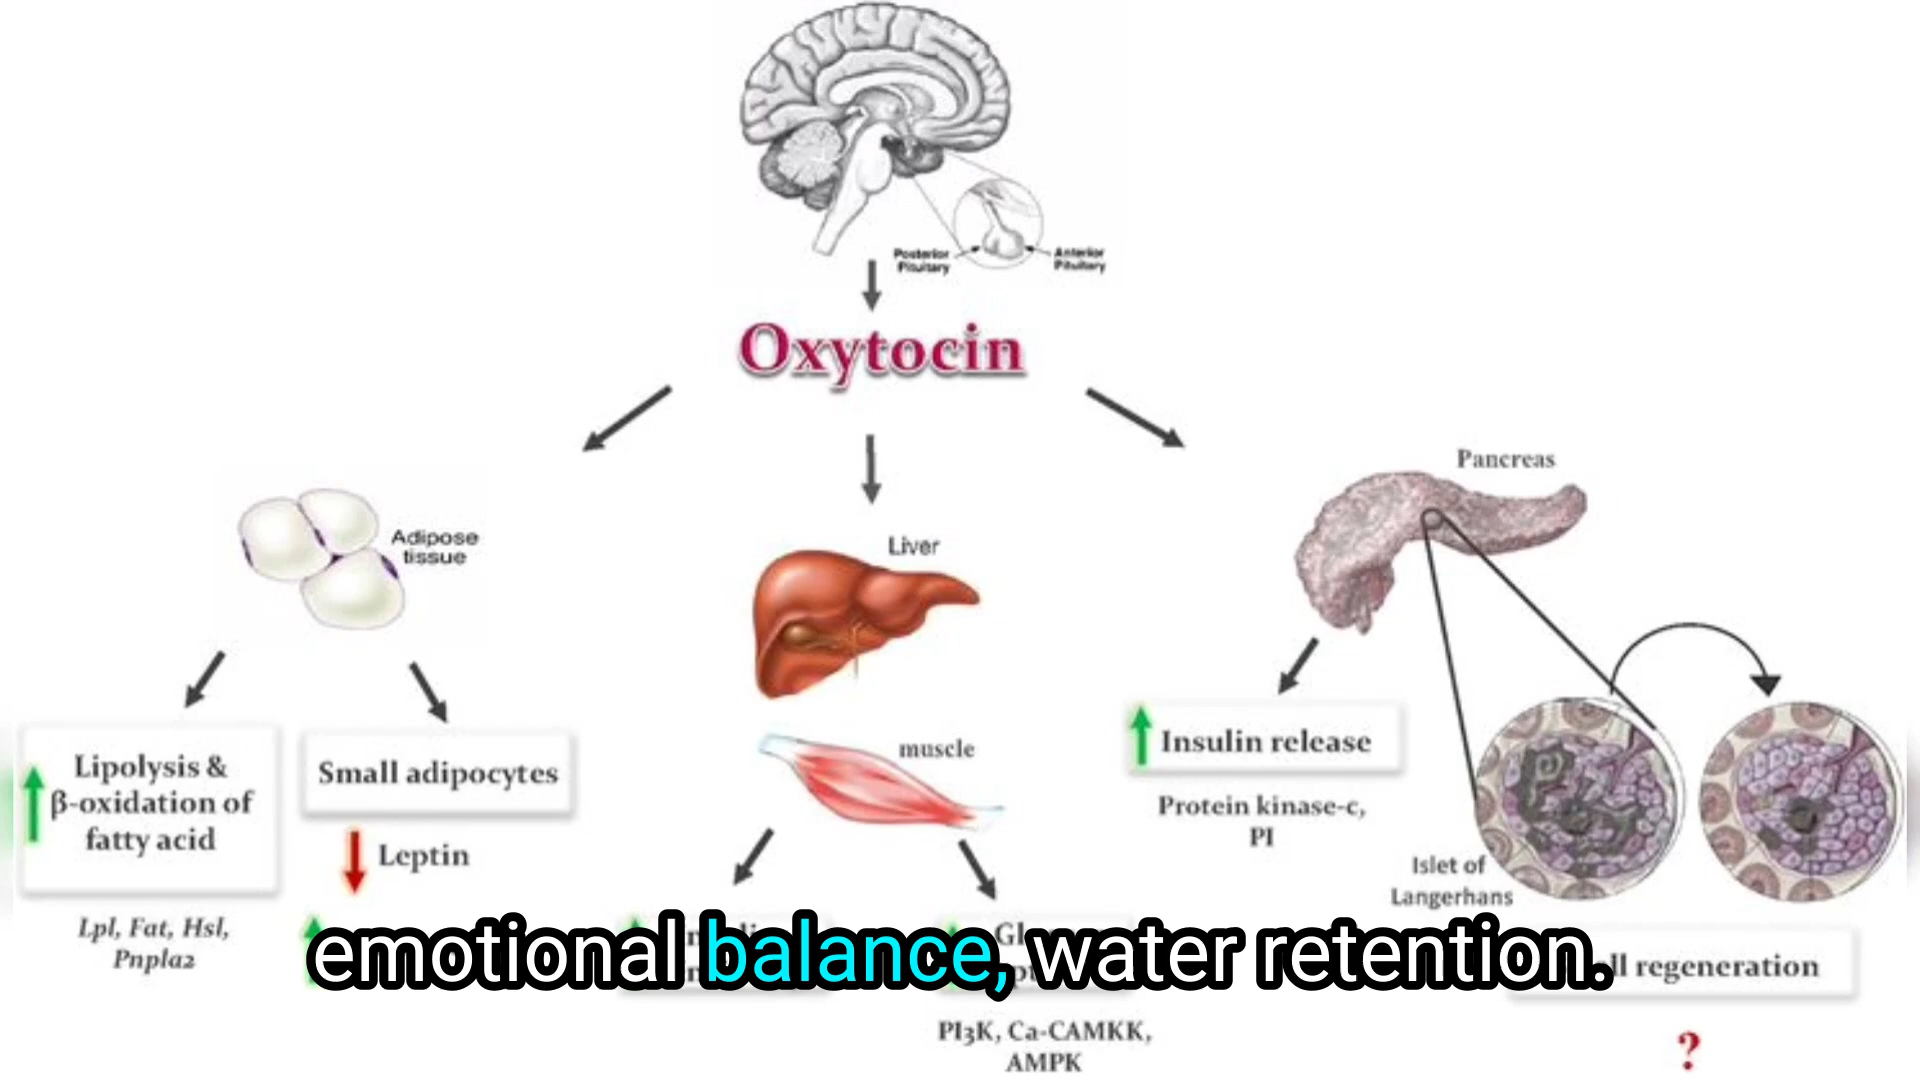 Posterior
Pituitary
Anterior
Pituitary
Oxytocin
Adipose
tissue
Liver
Pancreas
muscle
Lipolysis &
β-oxidation of
fatty acid
Small adipocytes
Leptin
Lpl, Fat, Hsl,
Pnpla2
Insulin release
Protein kinase-c,
PI
Islet of
Langerhans
regeneration
emotional balance, water retention.
PI3K, Ca-CAMKK,
AMPK
?